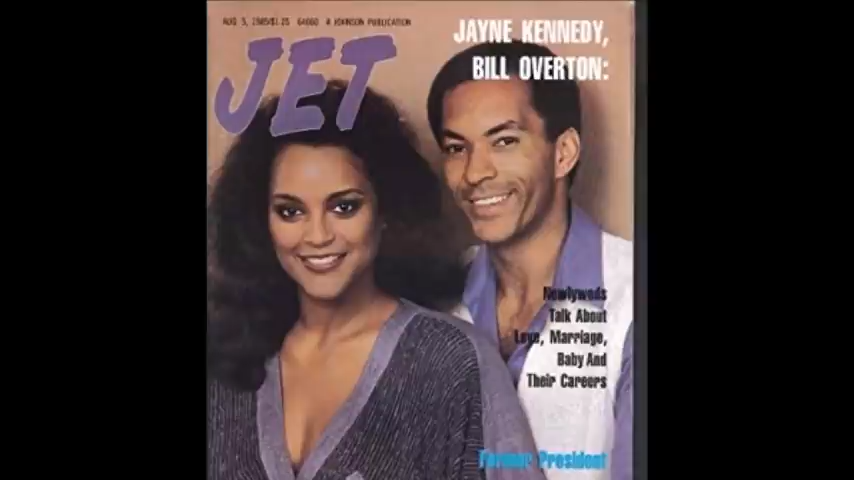 AUG 5, 1985/$1.25 64060 A JOHNSON PUBLICATION
JET
JAYNE KENNEDY,
BILL OVERTON:
Newlyweds
Talk About
Love, Marriage,
Baby And
Their Careers
Former President